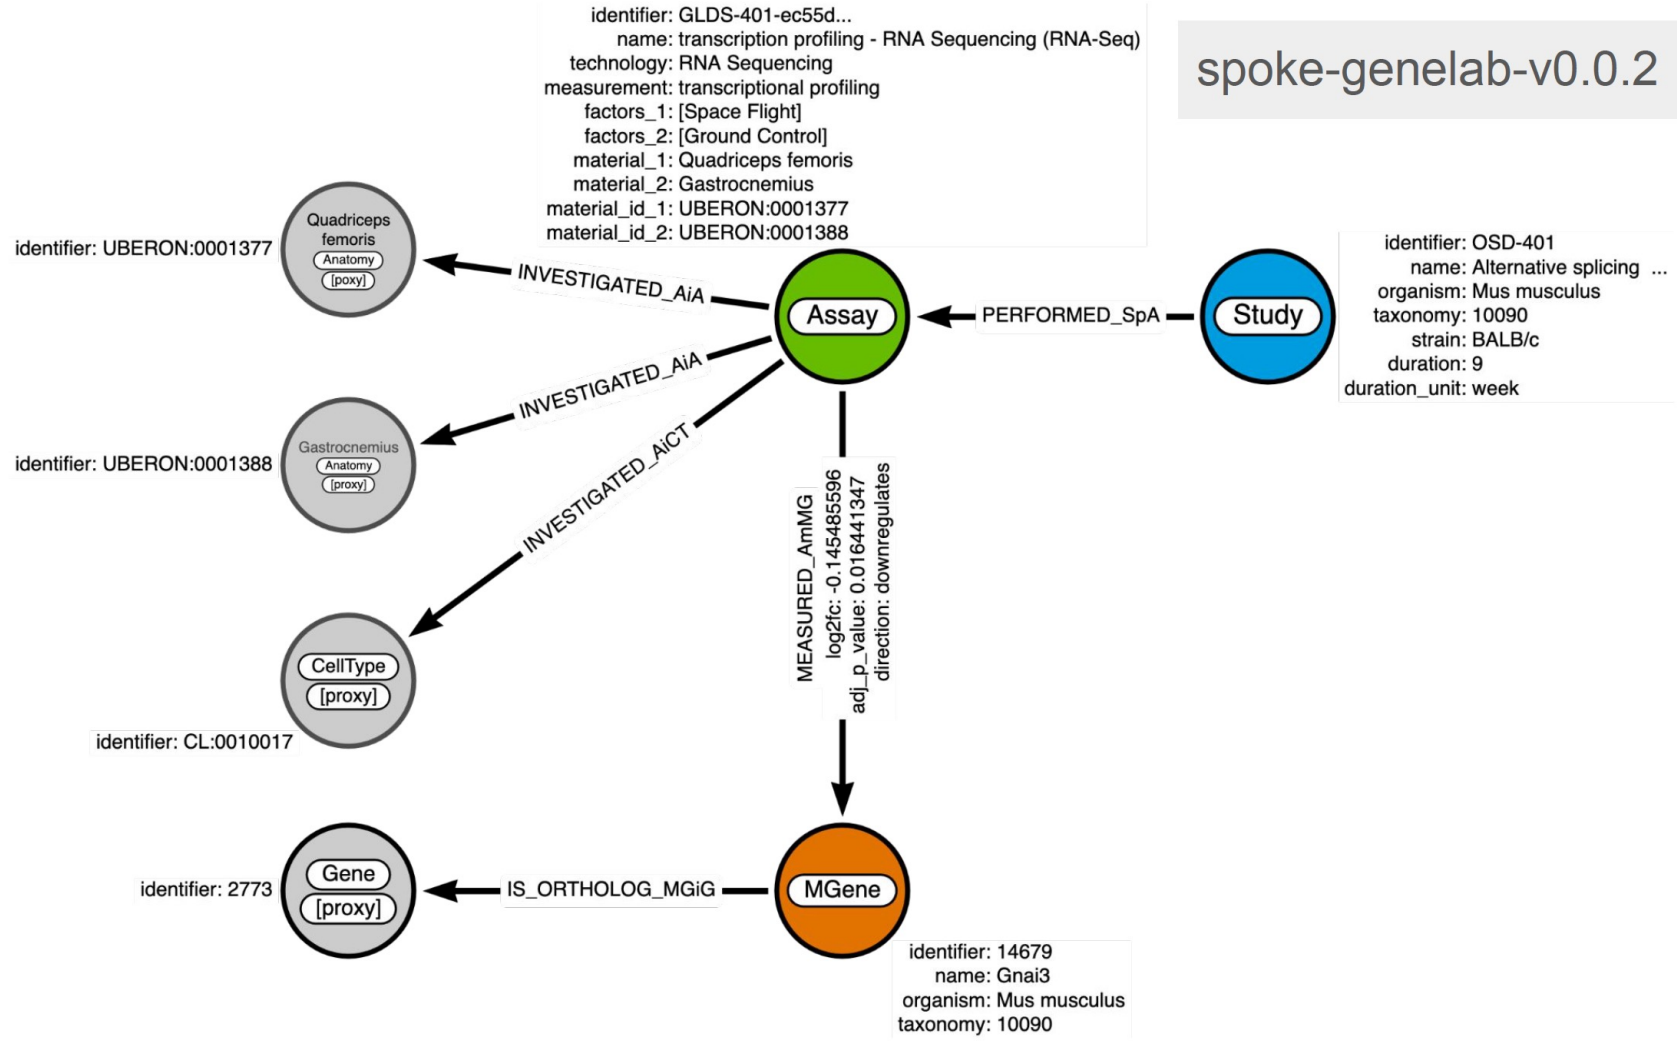 identifier: GLDS-401-ec55d...
name: transcription profiling - RNA Sequencing (RNA-Seq)
technology: RNA Sequencing
measurement: transcriptional profiling
factors_1: [Space Flight]
factors_2: [Ground Control]
material_1: Quadriceps femoris
material_2: Gastrocnemius
material_id_1: UBERON:0001377
material_id_2: UBERON:0001388
spoke-genelab-v0.0.2
identifier: UBERON:0001377
Quadriceps
femoris
Anatomy
[poxy]
INVESTIGATED_AiA
Assay
PERFORMED_SpA
Study
identifier: OSD-401
name: Alternative splicing ...
organism: Mus musculus
taxonomy: 10090
strain: BALB/c
duration: 9
duration_unit: week
identifier: UBERON:0001388
Gastrocnemius
Anatomy
[proxy]
INVESTIGATED_AiA
INVESTIGATED_AiCT
CellType
[proxy]
identifier: CL:0010017
MEASURED_AmMG
log2fc: -0.145485596
adj_p_value: 0.016441347
direction: downregulates
identifier: 2773
Gene
[proxy]
IS_ORTHOLOG_MGiG
MGene
identifier: 14679
name: Gnai3
organism: Mus musculus
taxonomy: 10090